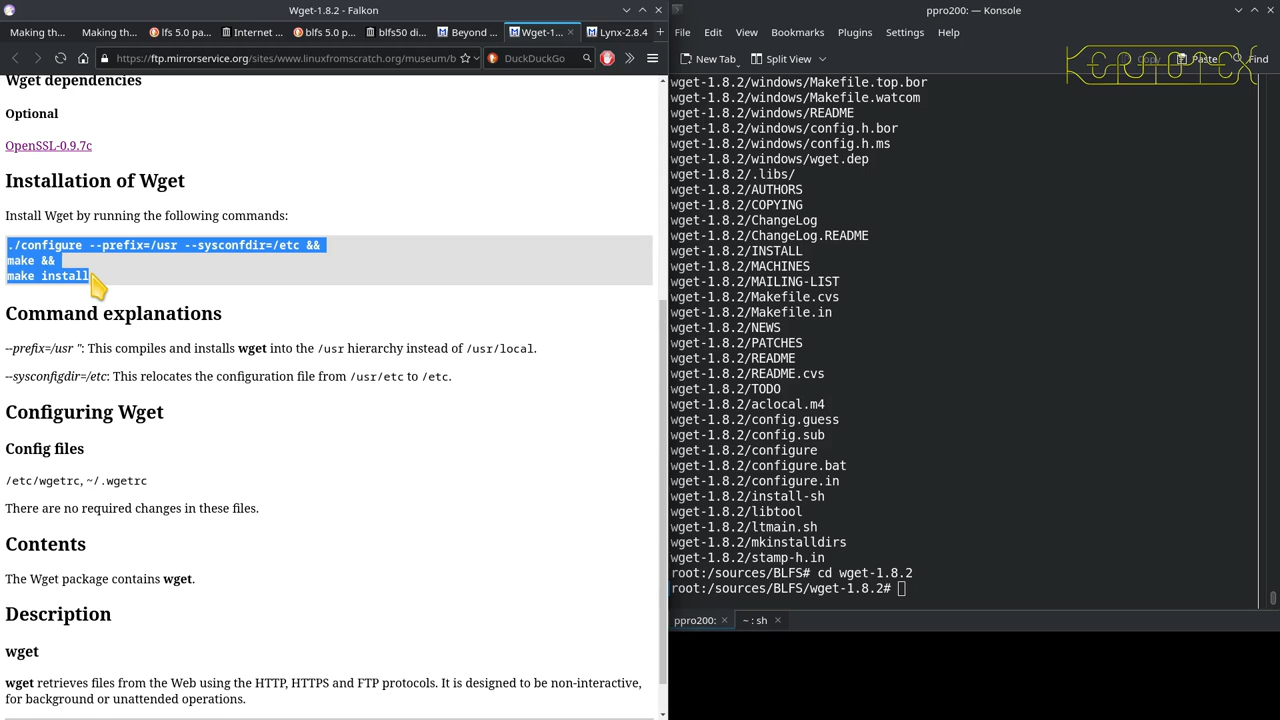 Wget-1.8.2 - Falkon
Making th...
Making th...
lfs 5.0 pa...
Internet ...
blfs 5.0 p...
blfs50 di...
Beyond ...
Wget-1...
Lynx-2.8.4
https://ftp.mirrorservice.org/sites/www.linuxfromscratch.org/museum/b
DuckDuckGo
Wget dependencies
Optional
OpenSSL-0.9.7c
Installation of Wget
Install Wget by running the following commands:
./configure --prefix=/usr --sysconfdir=/etc &&
make &&
make install
Command explanations
--prefix=/usr ": This compiles and installs wget into the /usr hierarchy instead of /usr/local.
--sysconfigdir=/etc: This relocates the configuration file from /usr/etc to /etc.
Configuring Wget
Config files
/etc/wgetrc, ~/.wgetrc
There are no required changes in these files.
Contents
The Wget package contains wget.
Description
wget
wget retrieves files from the Web using the HTTP, HTTPS and FTP protocols. It is designed to be non-interactive,
for background or unattended operations.
ppro200: — Konsole
File Edit View Bookmarks Plugins Settings Help
New Tab Split View Copy Paste Find
wget-1.8.2/windows/Makefile.top.bor
wget-1.8.2/windows/Makefile.watcom
wget-1.8.2/windows/README
wget-1.8.2/windows/config.h.bor
wget-1.8.2/windows/config.h.ms
wget-1.8.2/windows/wget.dep
wget-1.8.2/.libs/
wget-1.8.2/AUTHORS
wget-1.8.2/COPYING
wget-1.8.2/ChangeLog
wget-1.8.2/ChangeLog.README
wget-1.8.2/INSTALL
wget-1.8.2/MACHINES
wget-1.8.2/MAILING-LIST
wget-1.8.2/Makefile.cvs
wget-1.8.2/Makefile.in
wget-1.8.2/NEWS
wget-1.8.2/PATCHES
wget-1.8.2/README
wget-1.8.2/README.cvs
wget-1.8.2/TODO
wget-1.8.2/aclocal.m4
wget-1.8.2/config.guess
wget-1.8.2/config.sub
wget-1.8.2/configure
wget-1.8.2/configure.bat
wget-1.8.2/configure.in
wget-1.8.2/install-sh
wget-1.8.2/libtool
wget-1.8.2/ltmain.sh
wget-1.8.2/mkinstalldirs
wget-1.8.2/stamp-h.in
root:/sources/BLFS# cd wget-1.8.2
root:/sources/BLFS/wget-1.8.2#
ppro200:
~ : sh